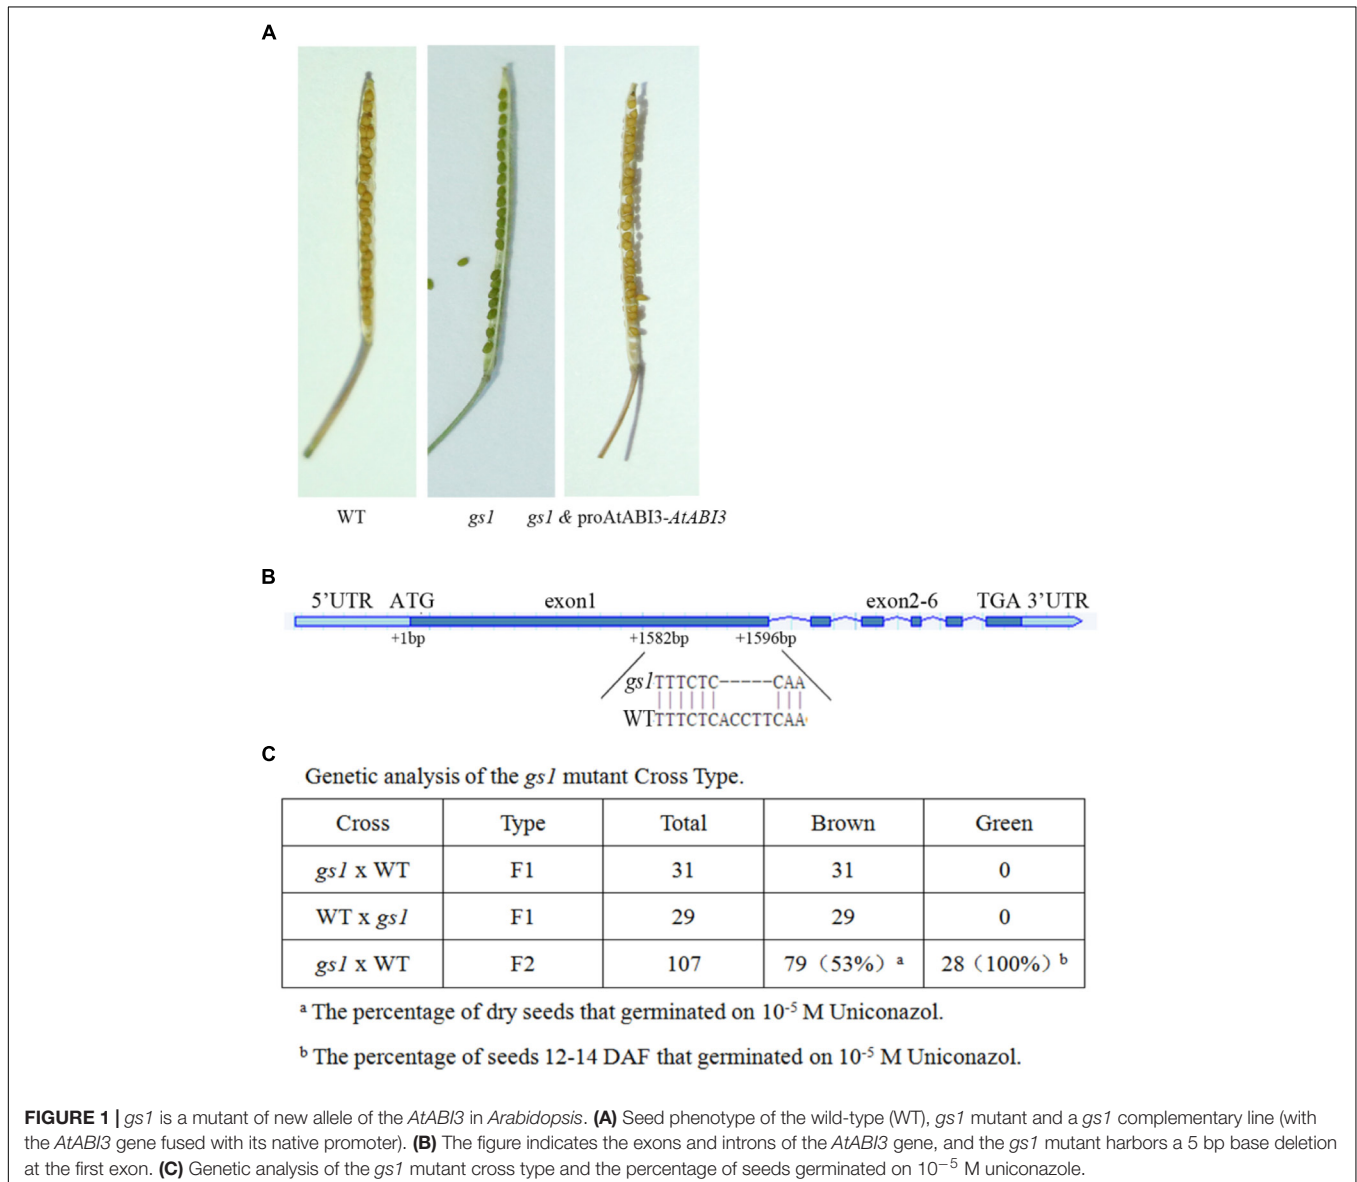 A
WT
gs1
gs1 & proAtABI3-AtABI3
B
5'UTR ATG exon1 exon2-6 TGA 3'UTR
+1bp +1582bp +1596bp
gs1TTTCTC-----CAA
WTTTTCTCACCTTCAA
C
Genetic analysis of the gs1 mutant Cross Type.
Cross Type Total Brown Green
gs1 x WT F1 31 31 0
WT x gs1 F1 29 29 0
gs1 x WT F2 107 79（53%）a 28（100%）b
a The percentage of dry seeds that germinated on 10-5 M Uniconazol.
b The percentage of seeds 12-14 DAF that germinated on 10-5 M Uniconazol.
FIGURE 1 | gs1 is a mutant of new allele of the AtABI3 in Arabidopsis. (A) Seed phenotype of the wild-type (WT), gs1 mutant and a gs1 complementary line (with
the AtABI3 gene fused with its native promoter). (B) The figure indicates the exons and introns of the AtABI3 gene, and the gs1 mutant harbors a 5 bp base deletion
at the first exon. (C) Genetic analysis of the gs1 mutant cross type and the percentage of seeds germinated on 10−5 M uniconazole.